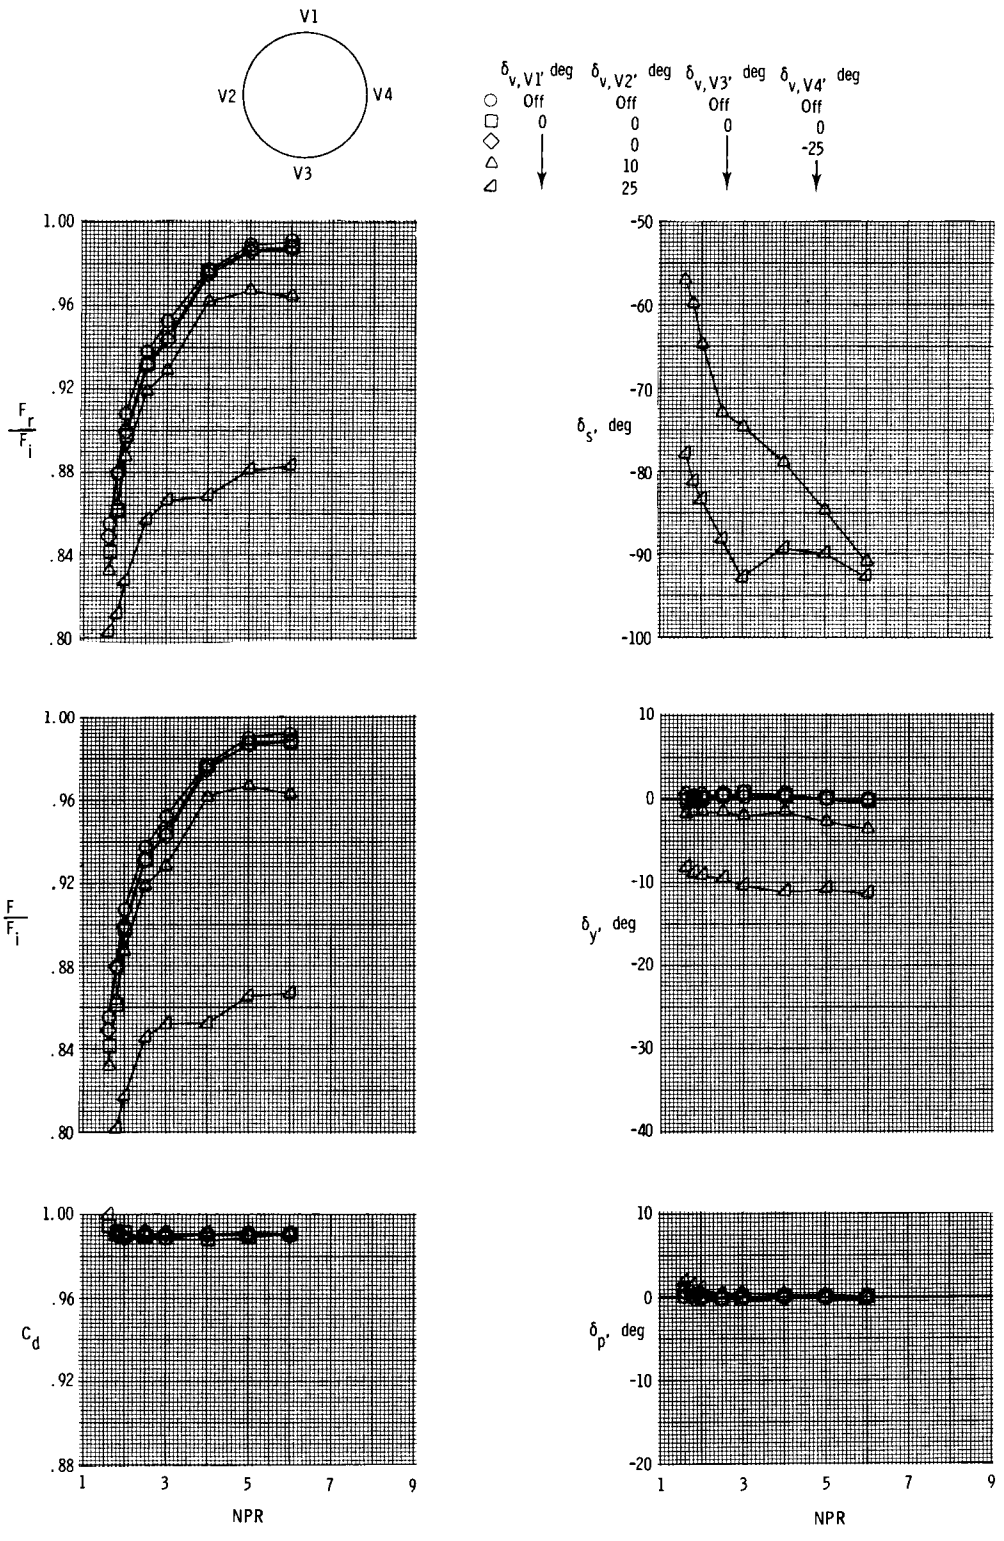 V1
V2
V4
V3
δv,V1, deg δv,V2, deg δv,V3, deg δv,V4, deg
Off Off Off Off
0 0 0 0
0 -25
10
25
1.00
.96
.92
.88
.84
.80
Fr
Fi
-50
-60
-70
-80
-90
-100
δs, deg
1.00
.96
.92
.88
.84
.80
F
Fi
10
0
-10
-20
-30
-40
δy, deg
1.00
.96
.92
.88
Cd
1 3 5 7 9
NPR
10
0
-10
-20
δp, deg
1 3 5 7 9
NPR